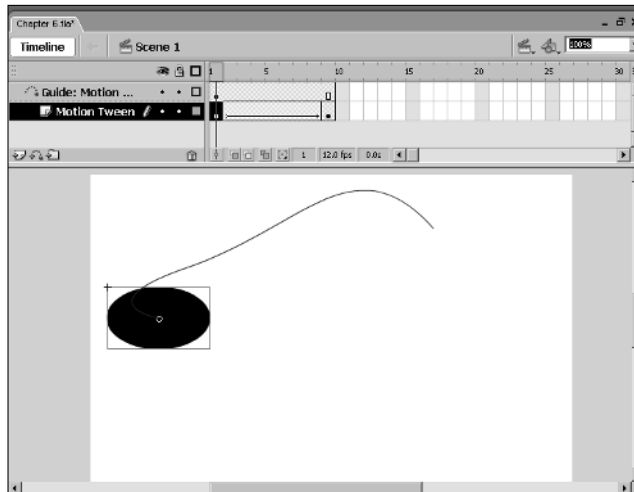 Chapter 6.fla*
Timeline
Scene 1
100%
1 5 10 15 20 25 30
Guide: Motion ...
Motion Tween
1 12.0 fps 0.0s